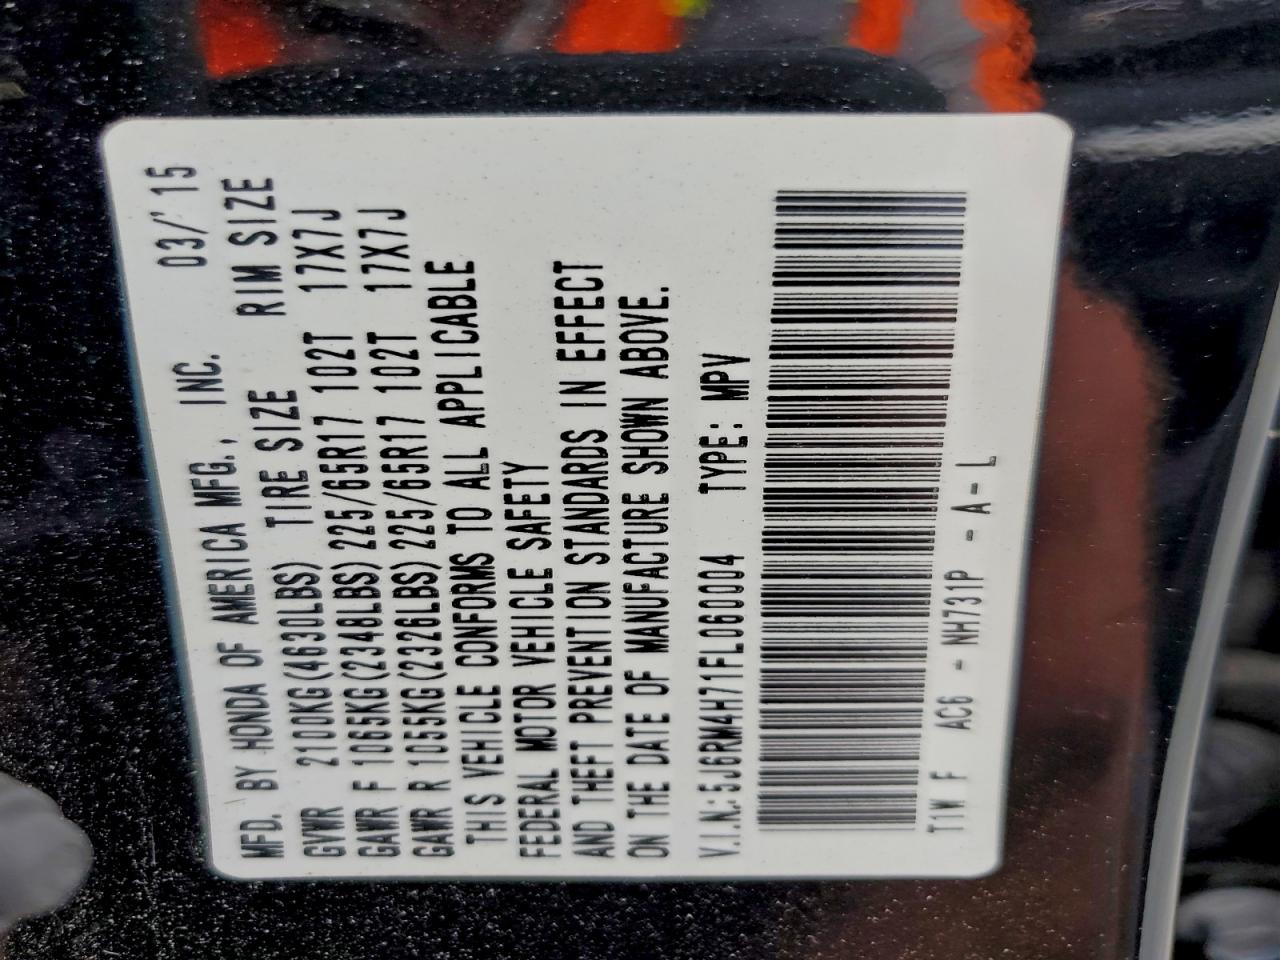 MFD. BY HONDA OF AMERICA MFG., INC. 03/'15
GVWR 2100KG(4630LBS) TIRE SIZE RIM SIZE
GAWR F 1065KG(2348LBS) 225/65R17 102T 17X7J
GAWR R 1055KG(2326LBS) 225/65R17 102T 17X7J
THIS VEHICLE CONFORMS TO ALL APPLICABLE
FEDERAL MOTOR VEHICLE SAFETY
AND THEFT PREVENTION STANDARDS IN EFFECT
ON THE DATE OF MANUFACTURE SHOWN ABOVE.
V.I.N.:5J6RM4H71FL060004 TYPE: MPV
T1W F AC6 - NH731P - A - L